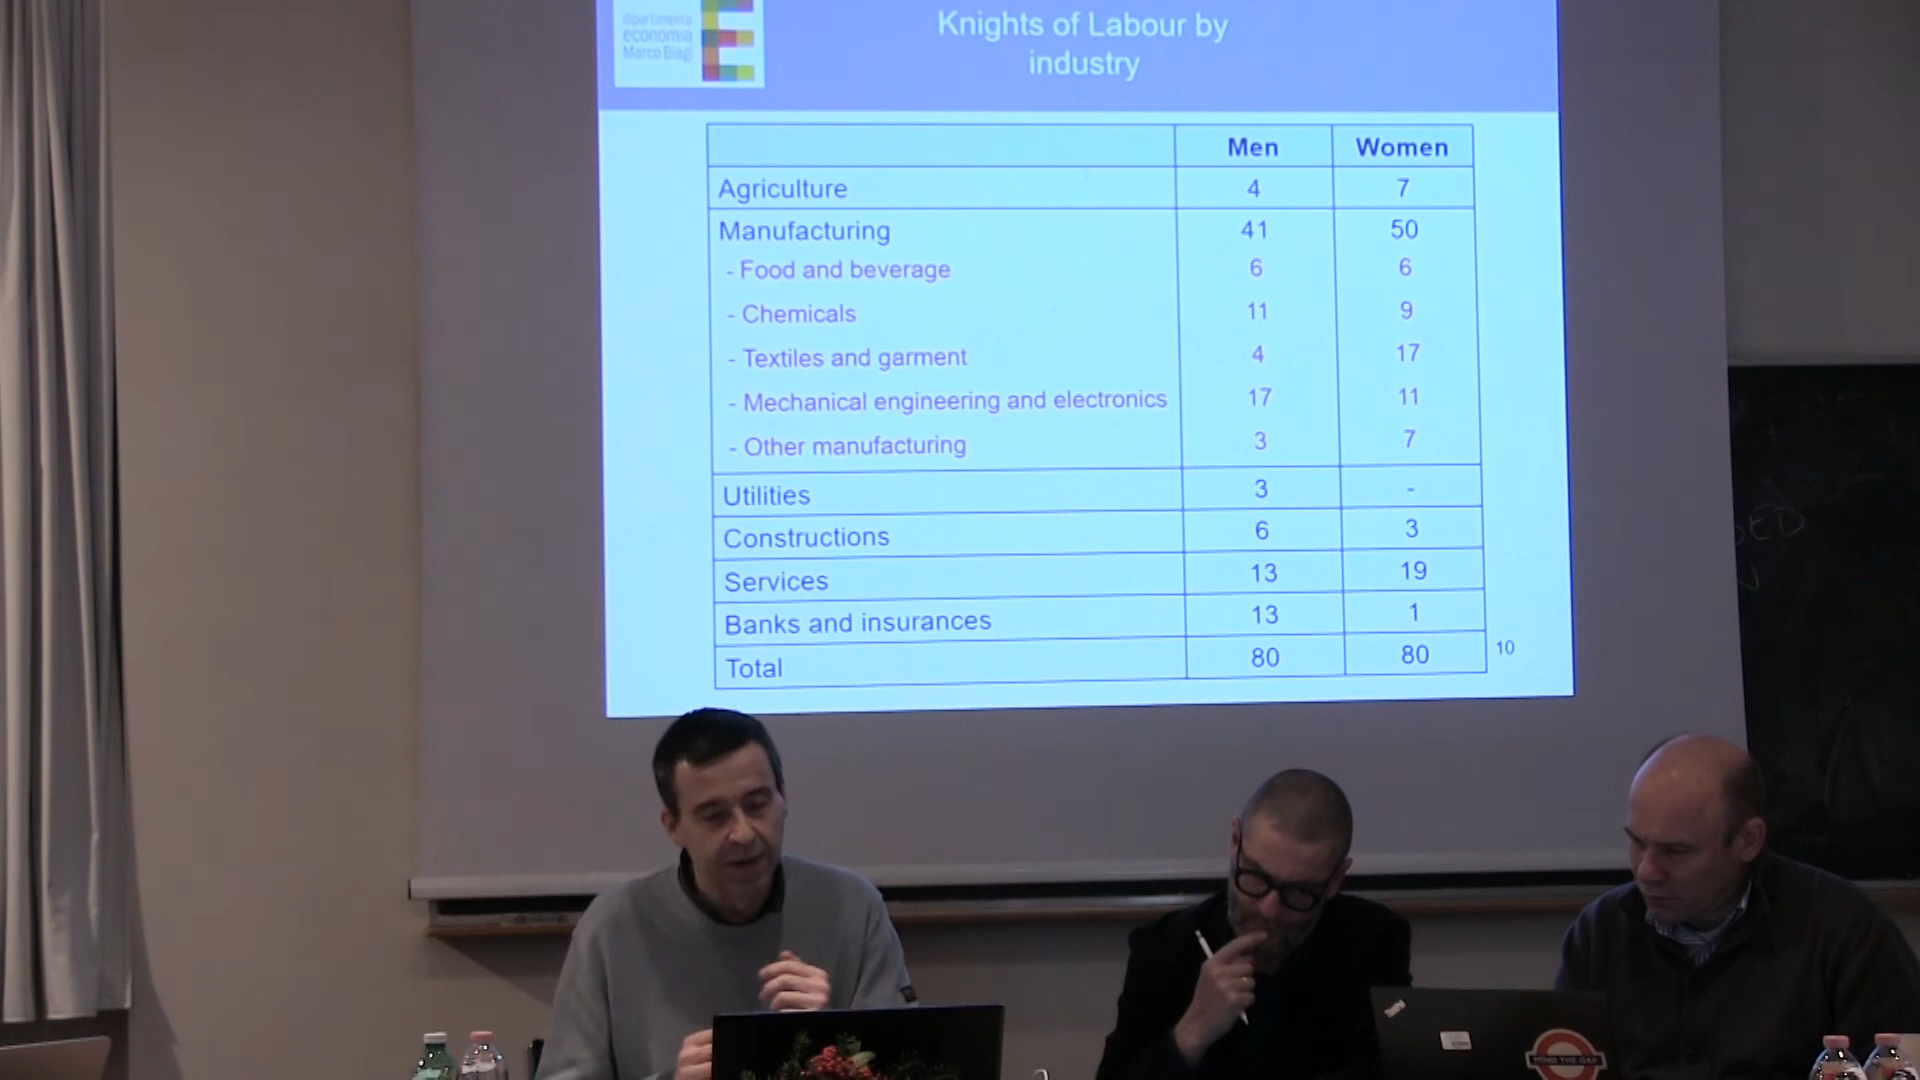 dipartimento
economia
Marco Biagi
Knights of Labour by
industry
Men Women
Agriculture 4 7
Manufacturing 41 50
- Food and beverage 6 6
- Chemicals 11 9
- Textiles and garment 4 17
- Mechanical engineering and electronics 17 11
- Other manufacturing 3 7
Utilities 3 -
Constructions 6 3
Services 13 19
Banks and insurances 13 1
Total 80 80
10
MIND THE GAP